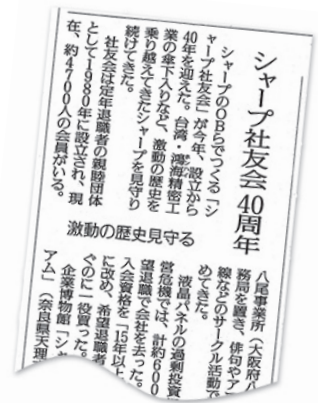 シャープ社友会40周年
激動の歴史見守る
シャープのOBらでつくる「シ
ャープ社友会」が今年、設立から
40年を迎えた。台湾・鴻海精密工
業の傘下入りなど、激動の歴史を
乗り越えてきたシャープを見守り
続けてきた。
社友会は定年退職者の親睦団体
として1980年に設立され、現
在、約4700人の会員がいる。
八尾事業所(大阪府八
務局を置き、俳句やア
線などのサークル活動で
めてきた。
液晶パネルの過剰投資
営危機では、計約600
望退職で会社を去った。
入会資格を「15年以上
に改め、希望退職者
ぐのに一役買った。
企業博物館「シャ
アム」(奈良県天理